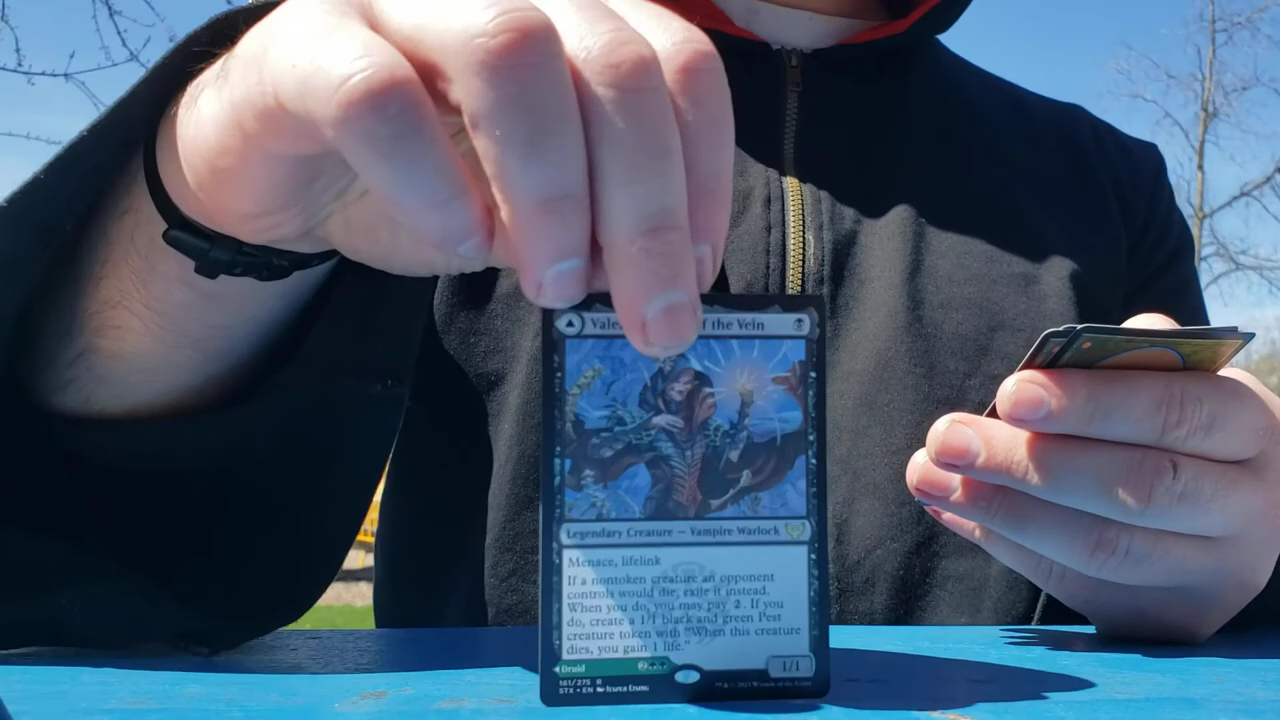 Vale of the Vein
Legendary Creature — Vampire Warlock
Menace, lifelink
If a nontoken creature an opponent
controls would die, exile it instead.
When you do, you may pay 2. If you
do, create a 1/1 black and green Pest
creature token with "When this creature
dies, you gain 1 life."
Druid 2
1/1
161/275 R
STX • EN